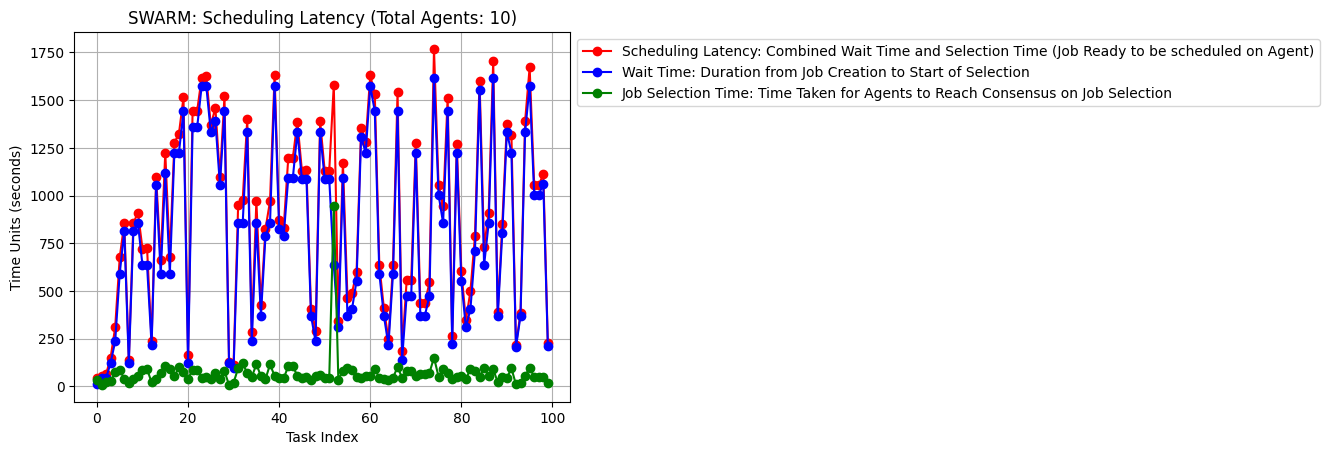 SWARM: Scheduling Latency (Total Agents: 10)
Scheduling Latency: Combined Wait Time and Selection Time (Job Ready to be scheduled on Agent)
Wait Time: Duration from Job Creation to Start of Selection
Job Selection Time: Time Taken for Agents to Reach Consensus on Job Selection
Time Units (seconds)
1750
1500
1250
1000
750
500
250
0
0
20
40
60
80
100
Task Index